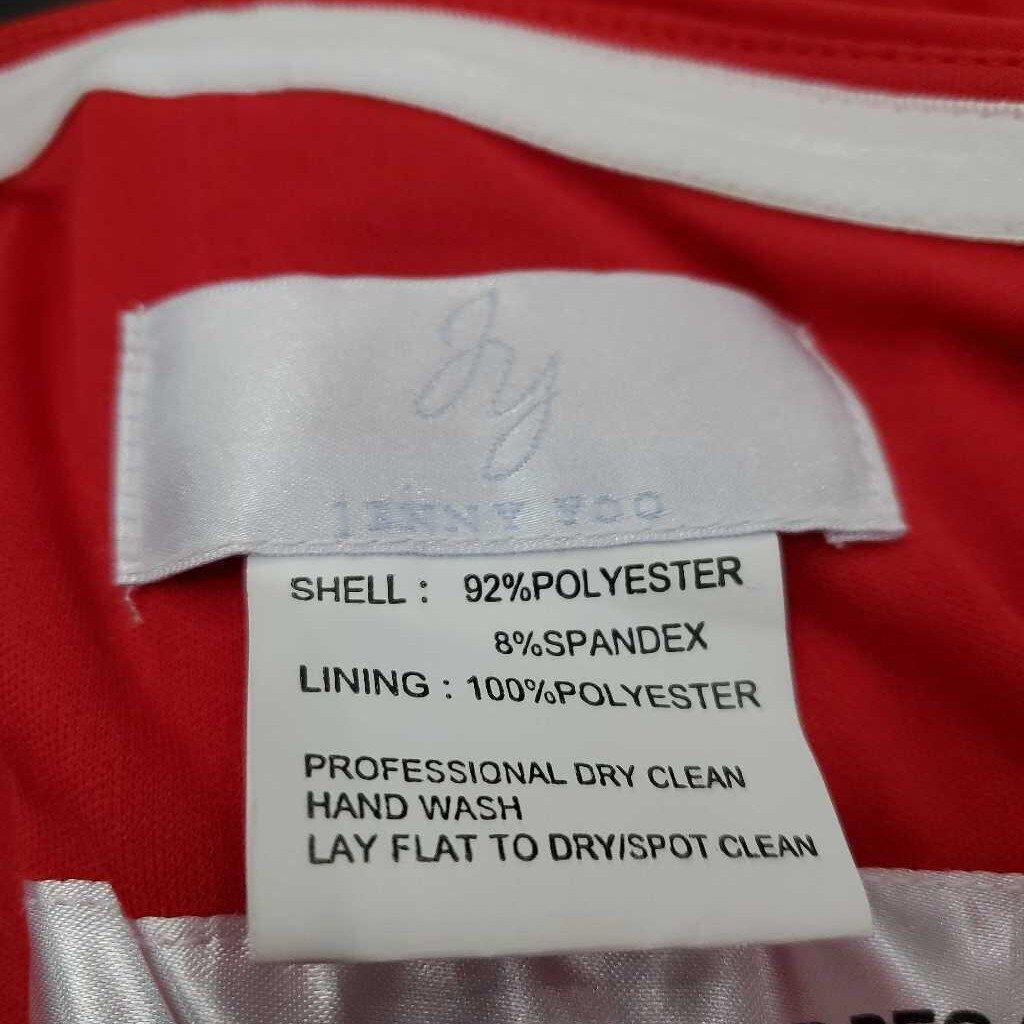 JY
JENNY YOO
SHELL : 92%POLYESTER
8%SPANDEX
LINING : 100%POLYESTER
PROFESSIONAL DRY CLEAN
HAND WASH
LAY FLAT TO DRY/SPOT CLEAN